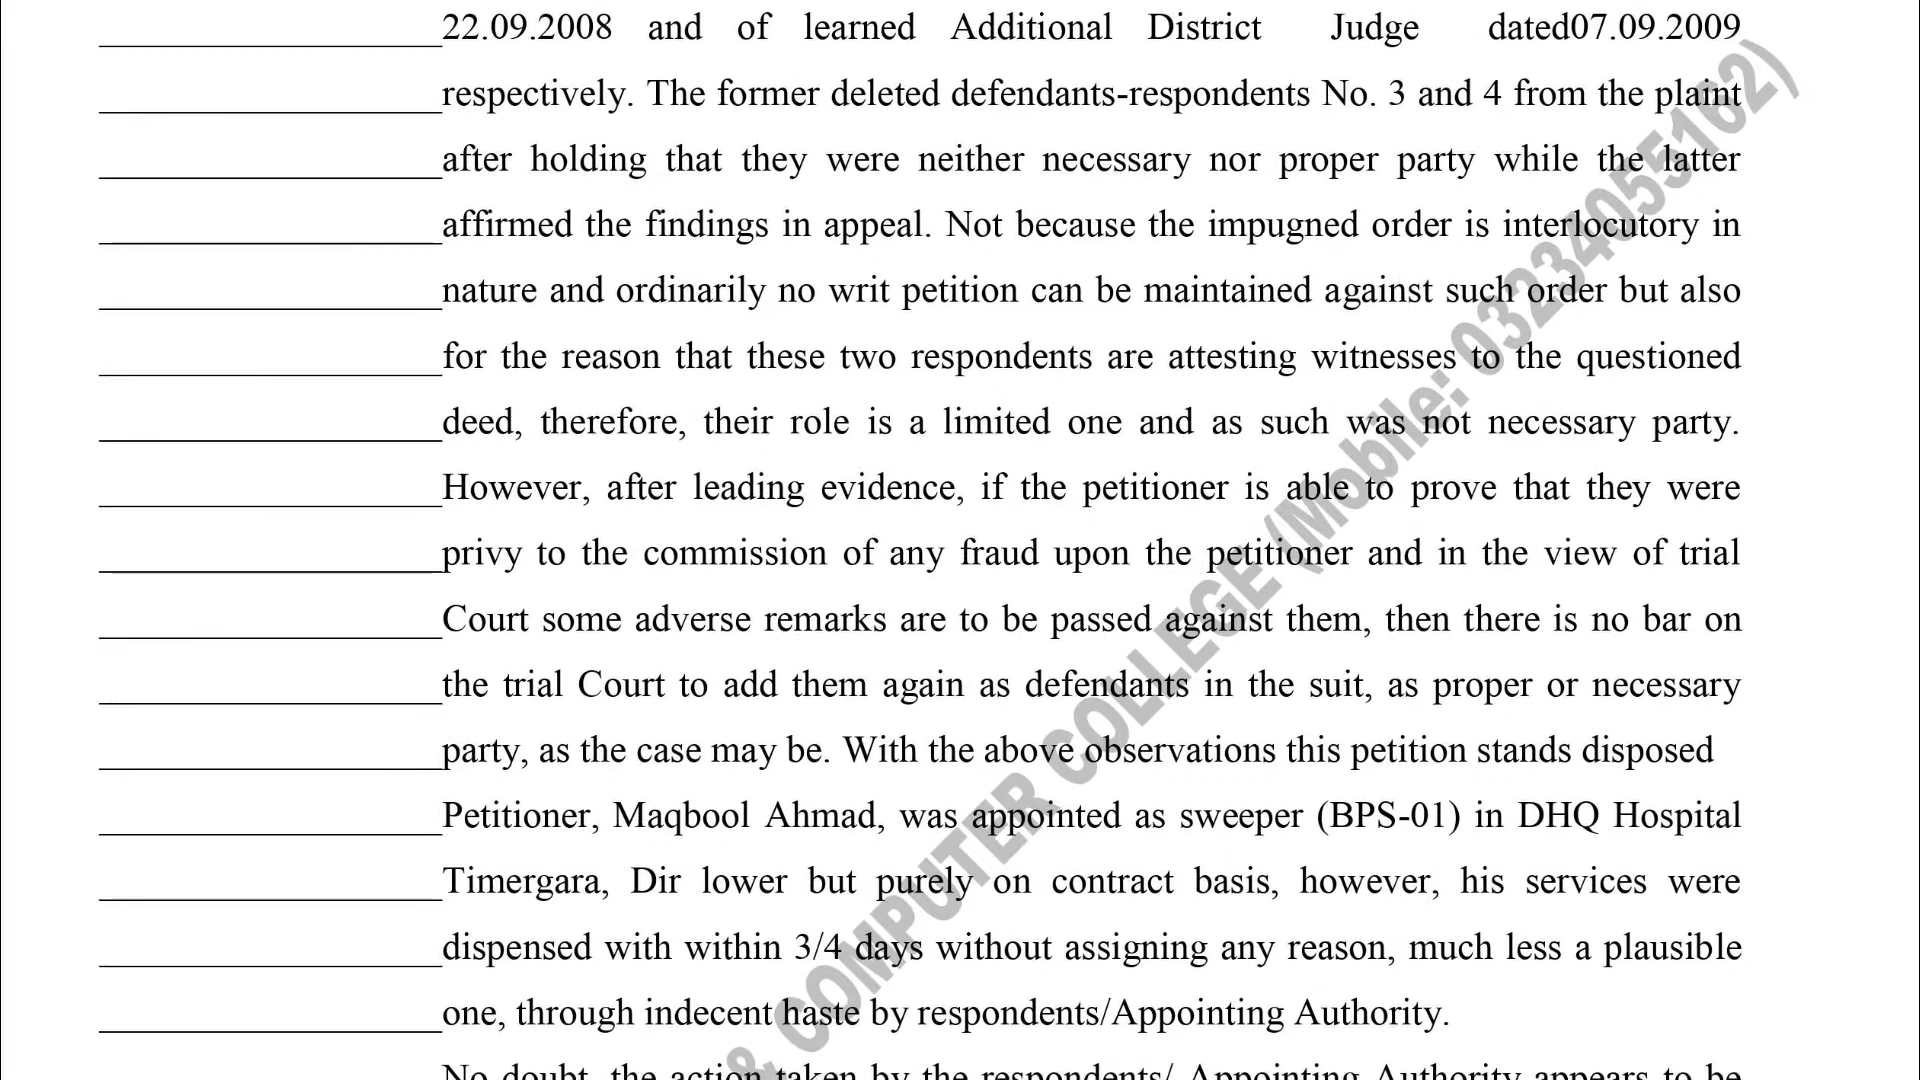 22.09.2008 and of learned Additional District Judge dated07.09.2009
respectively. The former deleted defendants-respondents No. 3 and 4 from the plaint
after holding that they were neither necessary nor proper party while the latter
affirmed the findings in appeal. Not because the impugned order is interlocutory in
nature and ordinarily no writ petition can be maintained against such order but also
for the reason that these two respondents are attesting witnesses to the questioned
deed, therefore, their role is a limited one and as such was not necessary party.
However, after leading evidence, if the petitioner is able to prove that they were
privy to the commission of any fraud upon the petitioner and in the view of trial
Court some adverse remarks are to be passed against them, then there is no bar on
the trial Court to add them again as defendants in the suit, as proper or necessary
party, as the case may be. With the above observations this petition stands disposed
Petitioner, Maqbool Ahmad, was appointed as sweeper (BPS-01) in DHQ Hospital
Timergara, Dir lower but purely on contract basis, however, his services were
dispensed with within 3/4 days without assigning any reason, much less a plausible
one, through indecent haste by respondents/Appointing Authority.
No doubt, the action taken by the respondents/ Appointing Authority appears to be
& COMPUTER COLLEGE (Mobile: 03234055162)